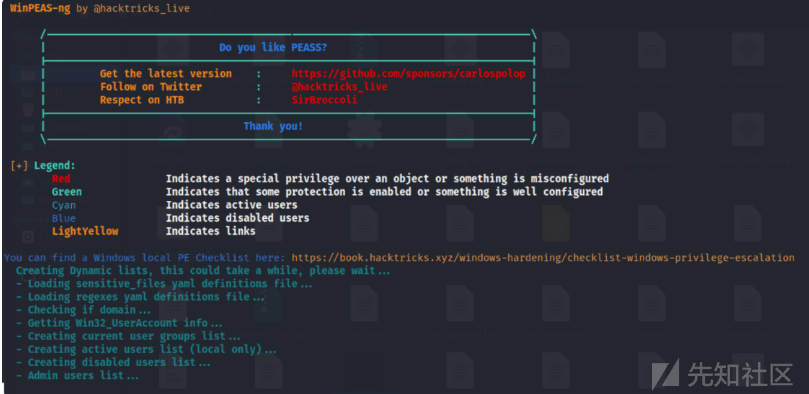 WinPEAS-ng by @hacktricks_live
Do you like PEASS?
Get the latest version : https://github.com/sponsors/carlospolop
Follow on Twitter : @hacktricks_live
Respect on HTB : SirBroccoli
Thank you!
[+] Legend:
Red Indicates a special privilege over an object or something is misconfigured
Green Indicates that some protection is enabled or something is well configured
Cyan Indicates active users
Blue Indicates disabled users
LightYellow Indicates links
You can find a Windows local PE Checklist here: https://book.hacktricks.xyz/windows-hardening/checklist-windows-privilege-escalation
Creating Dynamic lists, this could take a while, please wait...
- Loading sensitive_files yaml definitions file...
- Loading regexes yaml definitions file...
- Checking if domain...
- Getting Win32_UserAccount info...
- Creating current user groups list...
- Creating active users list (local only)...
- Creating disabled users list...
- Admin users list...
先知社区